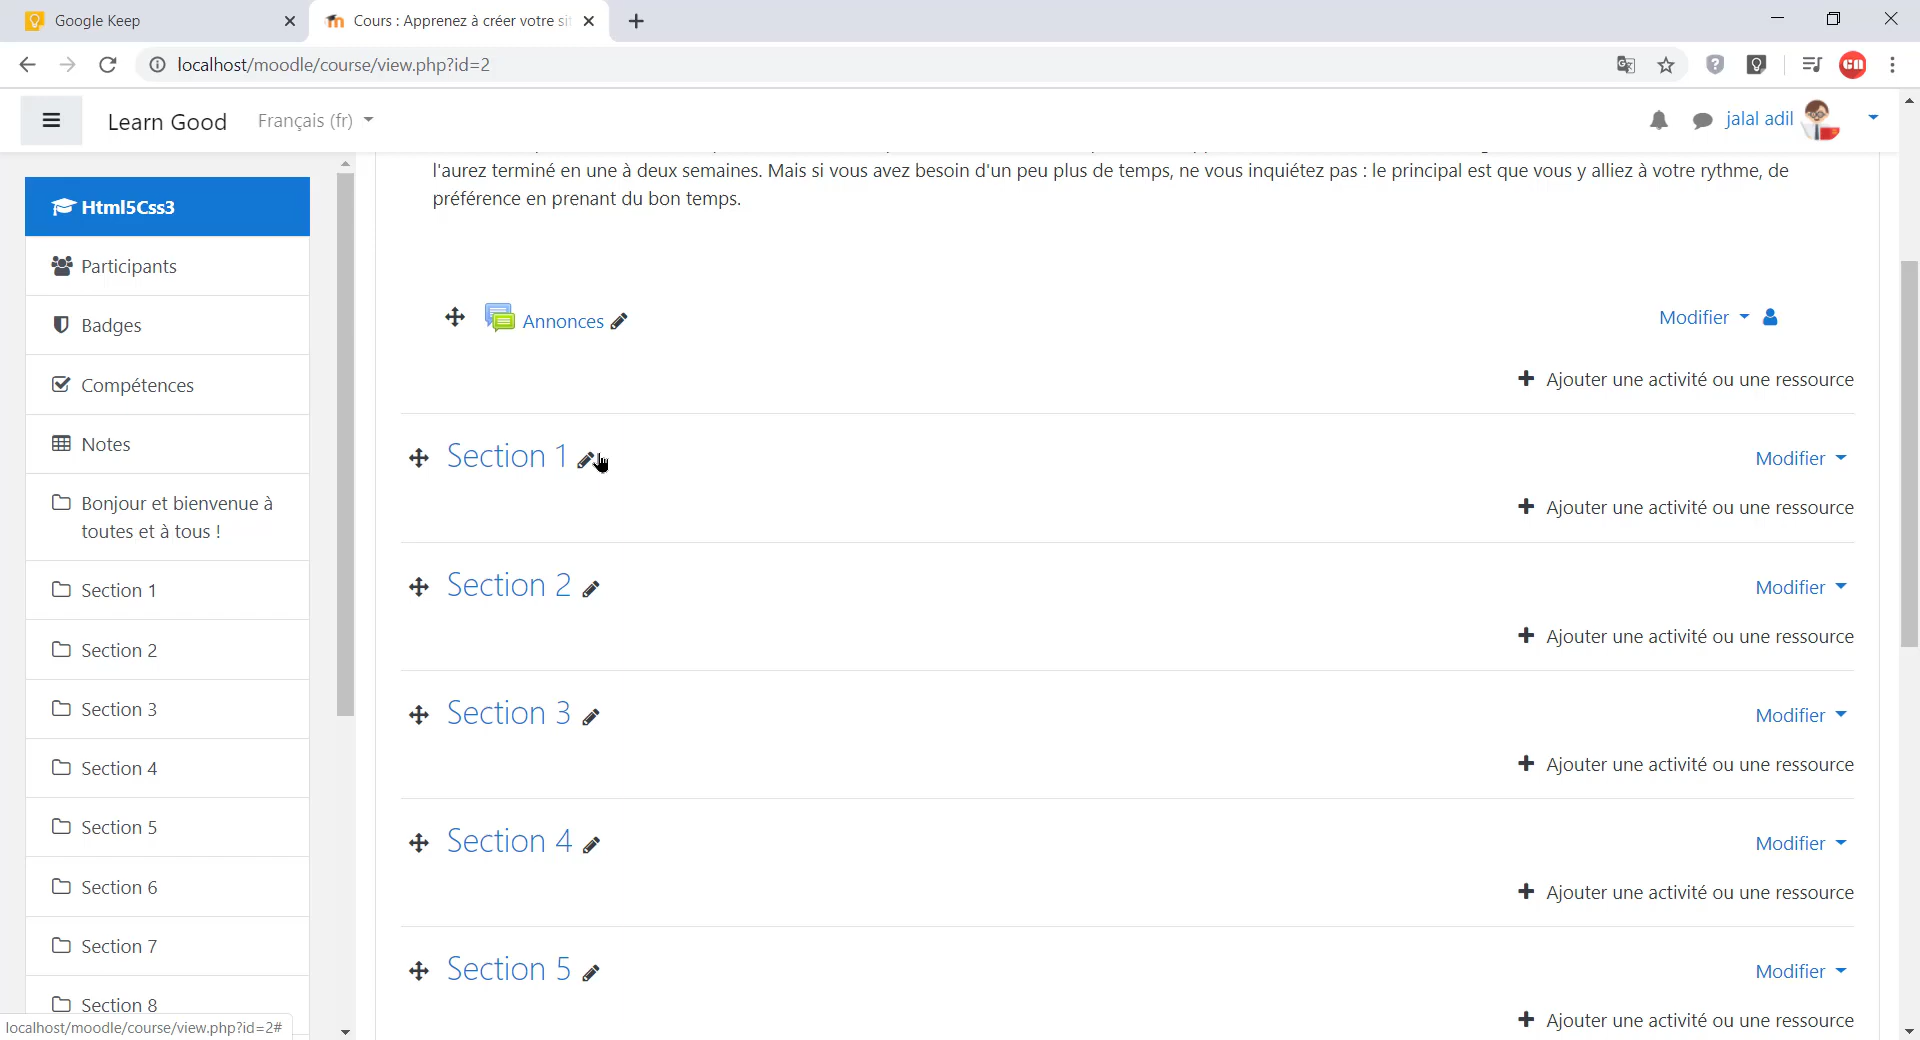 Google Keep
Cours : Apprenez à créer votre sit
localhost/moodle/course/view.php?id=2
Learn Good
Français (fr)
jalal adil
l'aurez terminé en une à deux semaines. Mais si vous avez besoin d'un peu plus de temps, ne vous inquiétez pas : le principal est que vous y alliez à votre rythme, de
préférence en prenant du bon temps.
Html5Css3
Participants
Badges
Compétences
Notes
Bonjour et bienvenue à
toutes et à tous !
Section 1
Section 2
Section 3
Section 4
Section 5
Section 6
Section 7
Section 8
Annonces
Modifier
Ajouter une activité ou une ressource
Section 1
Modifier
Ajouter une activité ou une ressource
Section 2
Modifier
Ajouter une activité ou une ressource
Section 3
Modifier
Ajouter une activité ou une ressource
Section 4
Modifier
Ajouter une activité ou une ressource
Section 5
Modifier
Ajouter une activité ou une ressource
localhost/moodle/course/view.php?id=2#